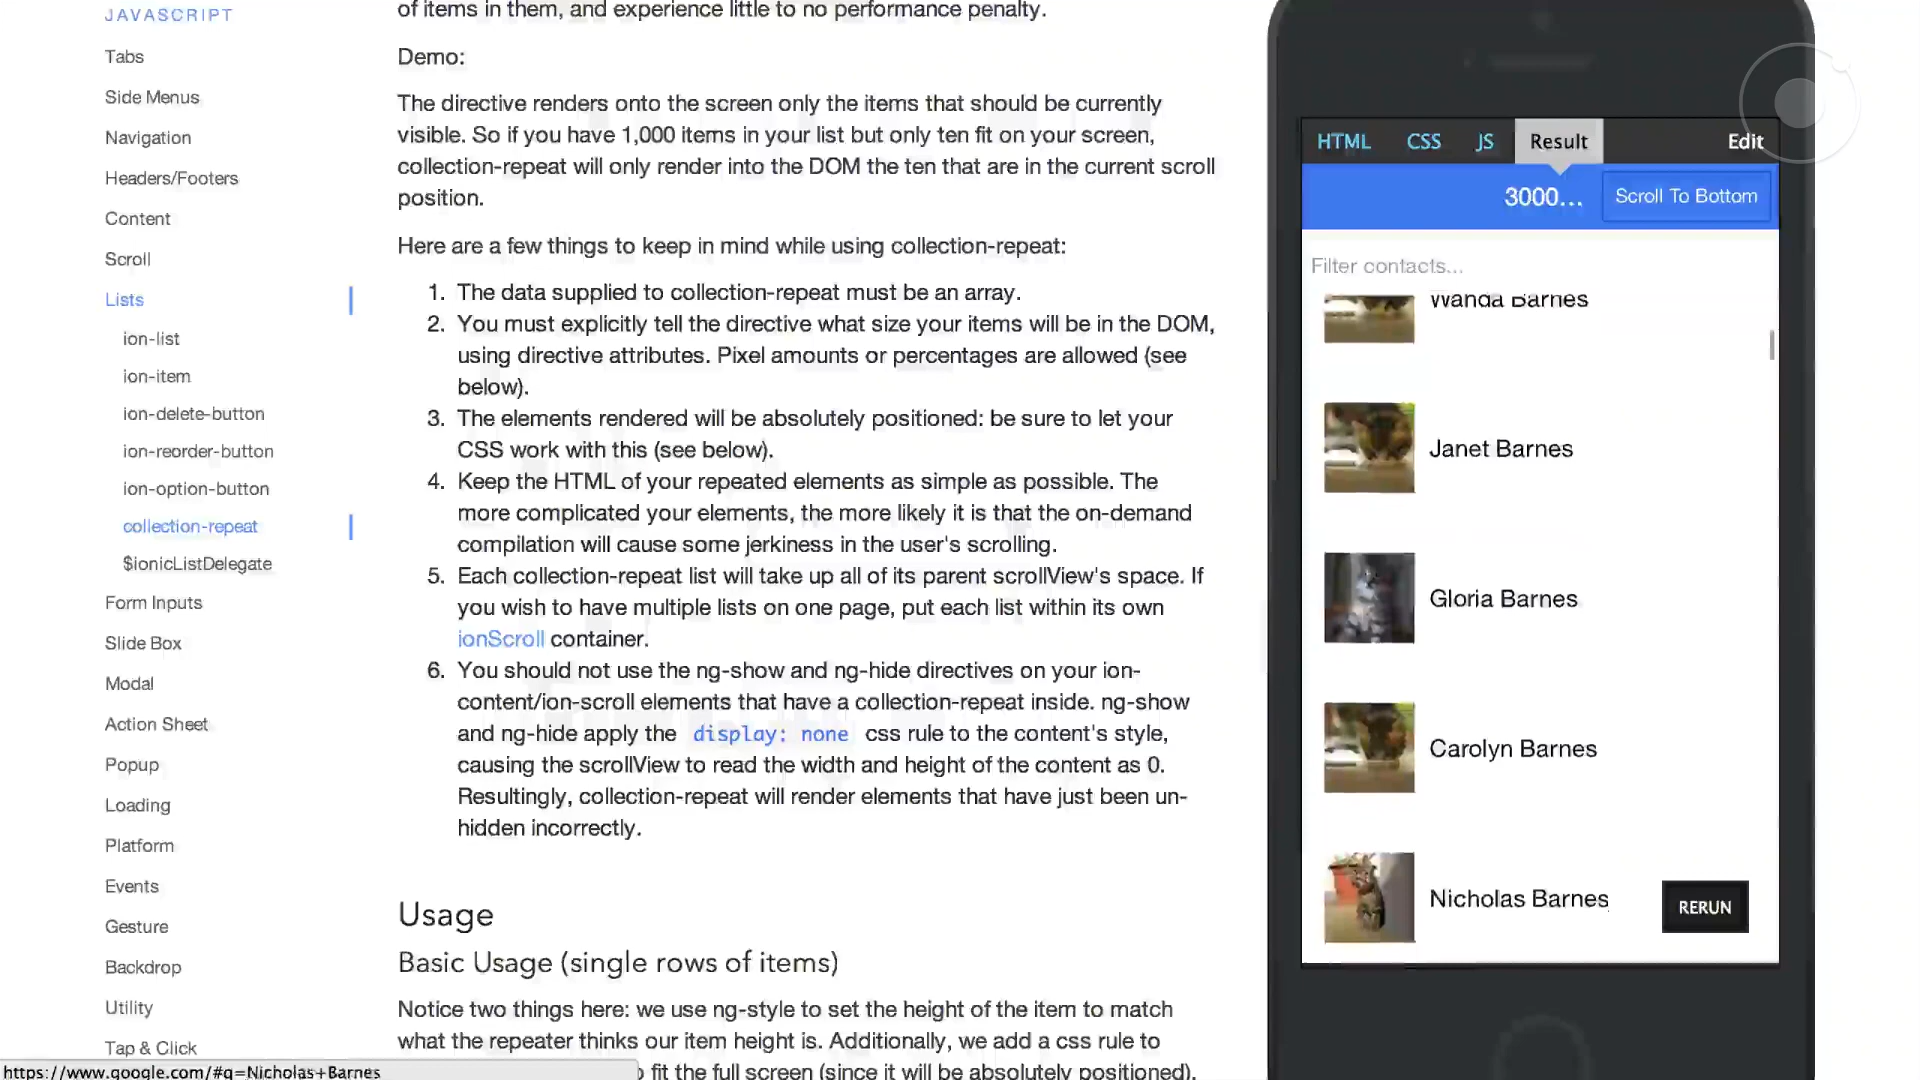 JAVASCRIPT
Tabs
Side Menus
Navigation
Headers/Footers
Content
Scroll
Lists
ion-list
ion-item
ion-delete-button
ion-reorder-button
ion-option-button
collection-repeat
$ionicListDelegate
Form Inputs
Slide Box
Modal
Action Sheet
Popup
Loading
Platform
Events
Gesture
Backdrop
Utility
Tap & Click
https://www.google.com/#q=Nicholas+Barnes
of items in them, and experience little to no performance penalty.
Demo:
The directive renders onto the screen only the items that should be currently
visible. So if you have 1,000 items in your list but only ten fit on your screen,
collection-repeat will only render into the DOM the ten that are in the current scroll
position.
Here are a few things to keep in mind while using collection-repeat:
1. The data supplied to collection-repeat must be an array.
2. You must explicitly tell the directive what size your items will be in the DOM,
using directive attributes. Pixel amounts or percentages are allowed (see
below).
3. The elements rendered will be absolutely positioned: be sure to let your
CSS work with this (see below).
4. Keep the HTML of your repeated elements as simple as possible. The
more complicated your elements, the more likely it is that the on-demand
compilation will cause some jerkiness in the user's scrolling.
5. Each collection-repeat list will take up all of its parent scrollView's space. If
you wish to have multiple lists on one page, put each list within its own
ionScroll container.
6. You should not use the ng-show and ng-hide directives on your ion-
content/ion-scroll elements that have a collection-repeat inside. ng-show
and ng-hide apply the display: none css rule to the content's style,
causing the scrollView to read the width and height of the content as 0.
Resultingly, collection-repeat will render elements that have just been un-
hidden incorrectly.
Usage
Basic Usage (single rows of items)
Notice two things here: we use ng-style to set the height of the item to match
what the repeater thinks our item height is. Additionally, we add a css rule to
fit the full screen (since it will be absolutely positioned).
HTML CSS JS Result Edit
3000... Scroll To Bottom
Filter contacts...
Wanda Barnes
Janet Barnes
Gloria Barnes
Carolyn Barnes
Nicholas Barnes
RERUN